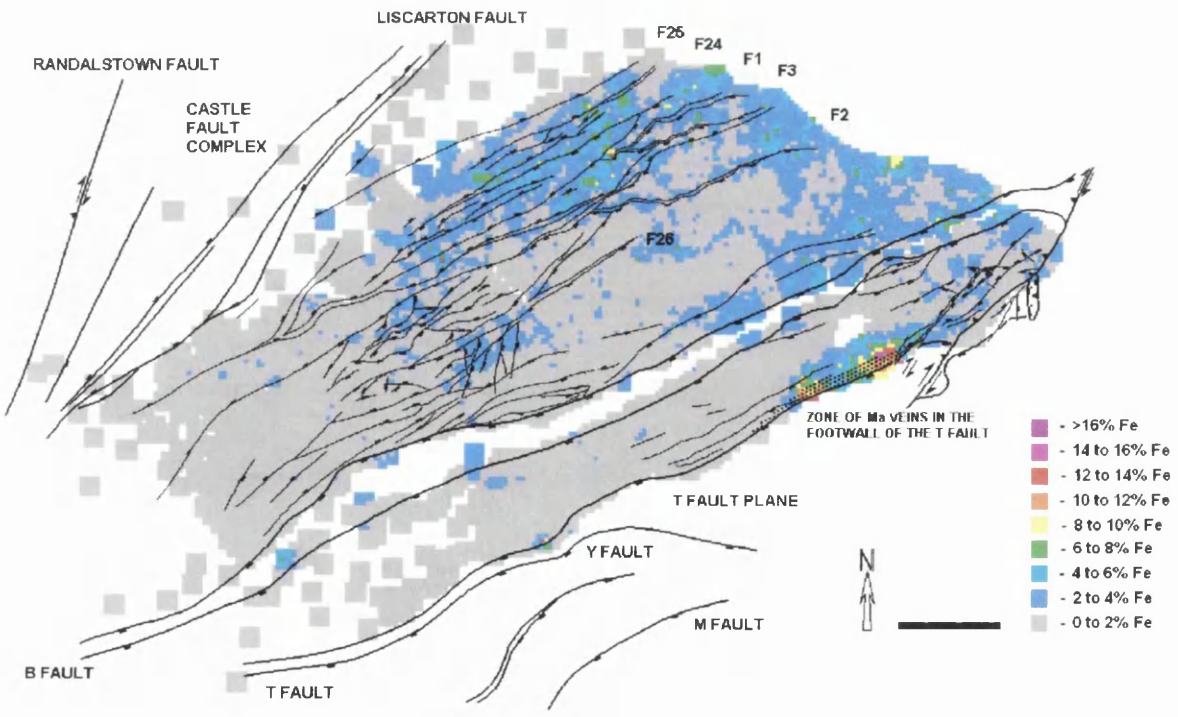 LISCARTON FAULT
F25
F24
F1
F3
F2
RANDALSTOWN FAULT
CASTLE
FAULT
COMPLEX
F26
ZONE OF Ma VEINS IN THE
FOOTWALL OF THE T FAULT
T FAULT PLANE
Y FAULT
M FAULT
B FAULT
T FAULT
N
- >16% Fe
- 14 to 16% Fe
- 12 to 14% Fe
- 10 to 12% Fe
- 8 to 10% Fe
- 6 to 8% Fe
- 4 to 6% Fe
- 2 to 4% Fe
- 0 to 2% Fe